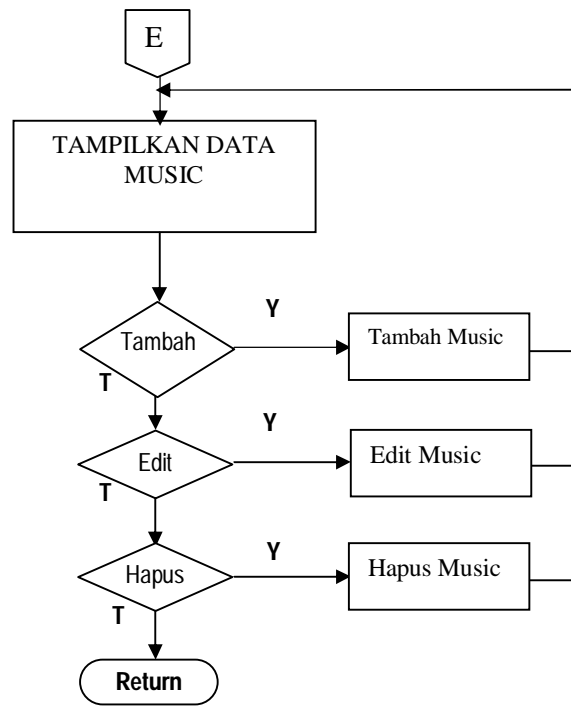 E
TAMPILKAN DATA
MUSIC
Y
Tambah
Tambah Music
T
Y
Edit
Edit Music
T
Y
Hapus
Hapus Music
T
Return